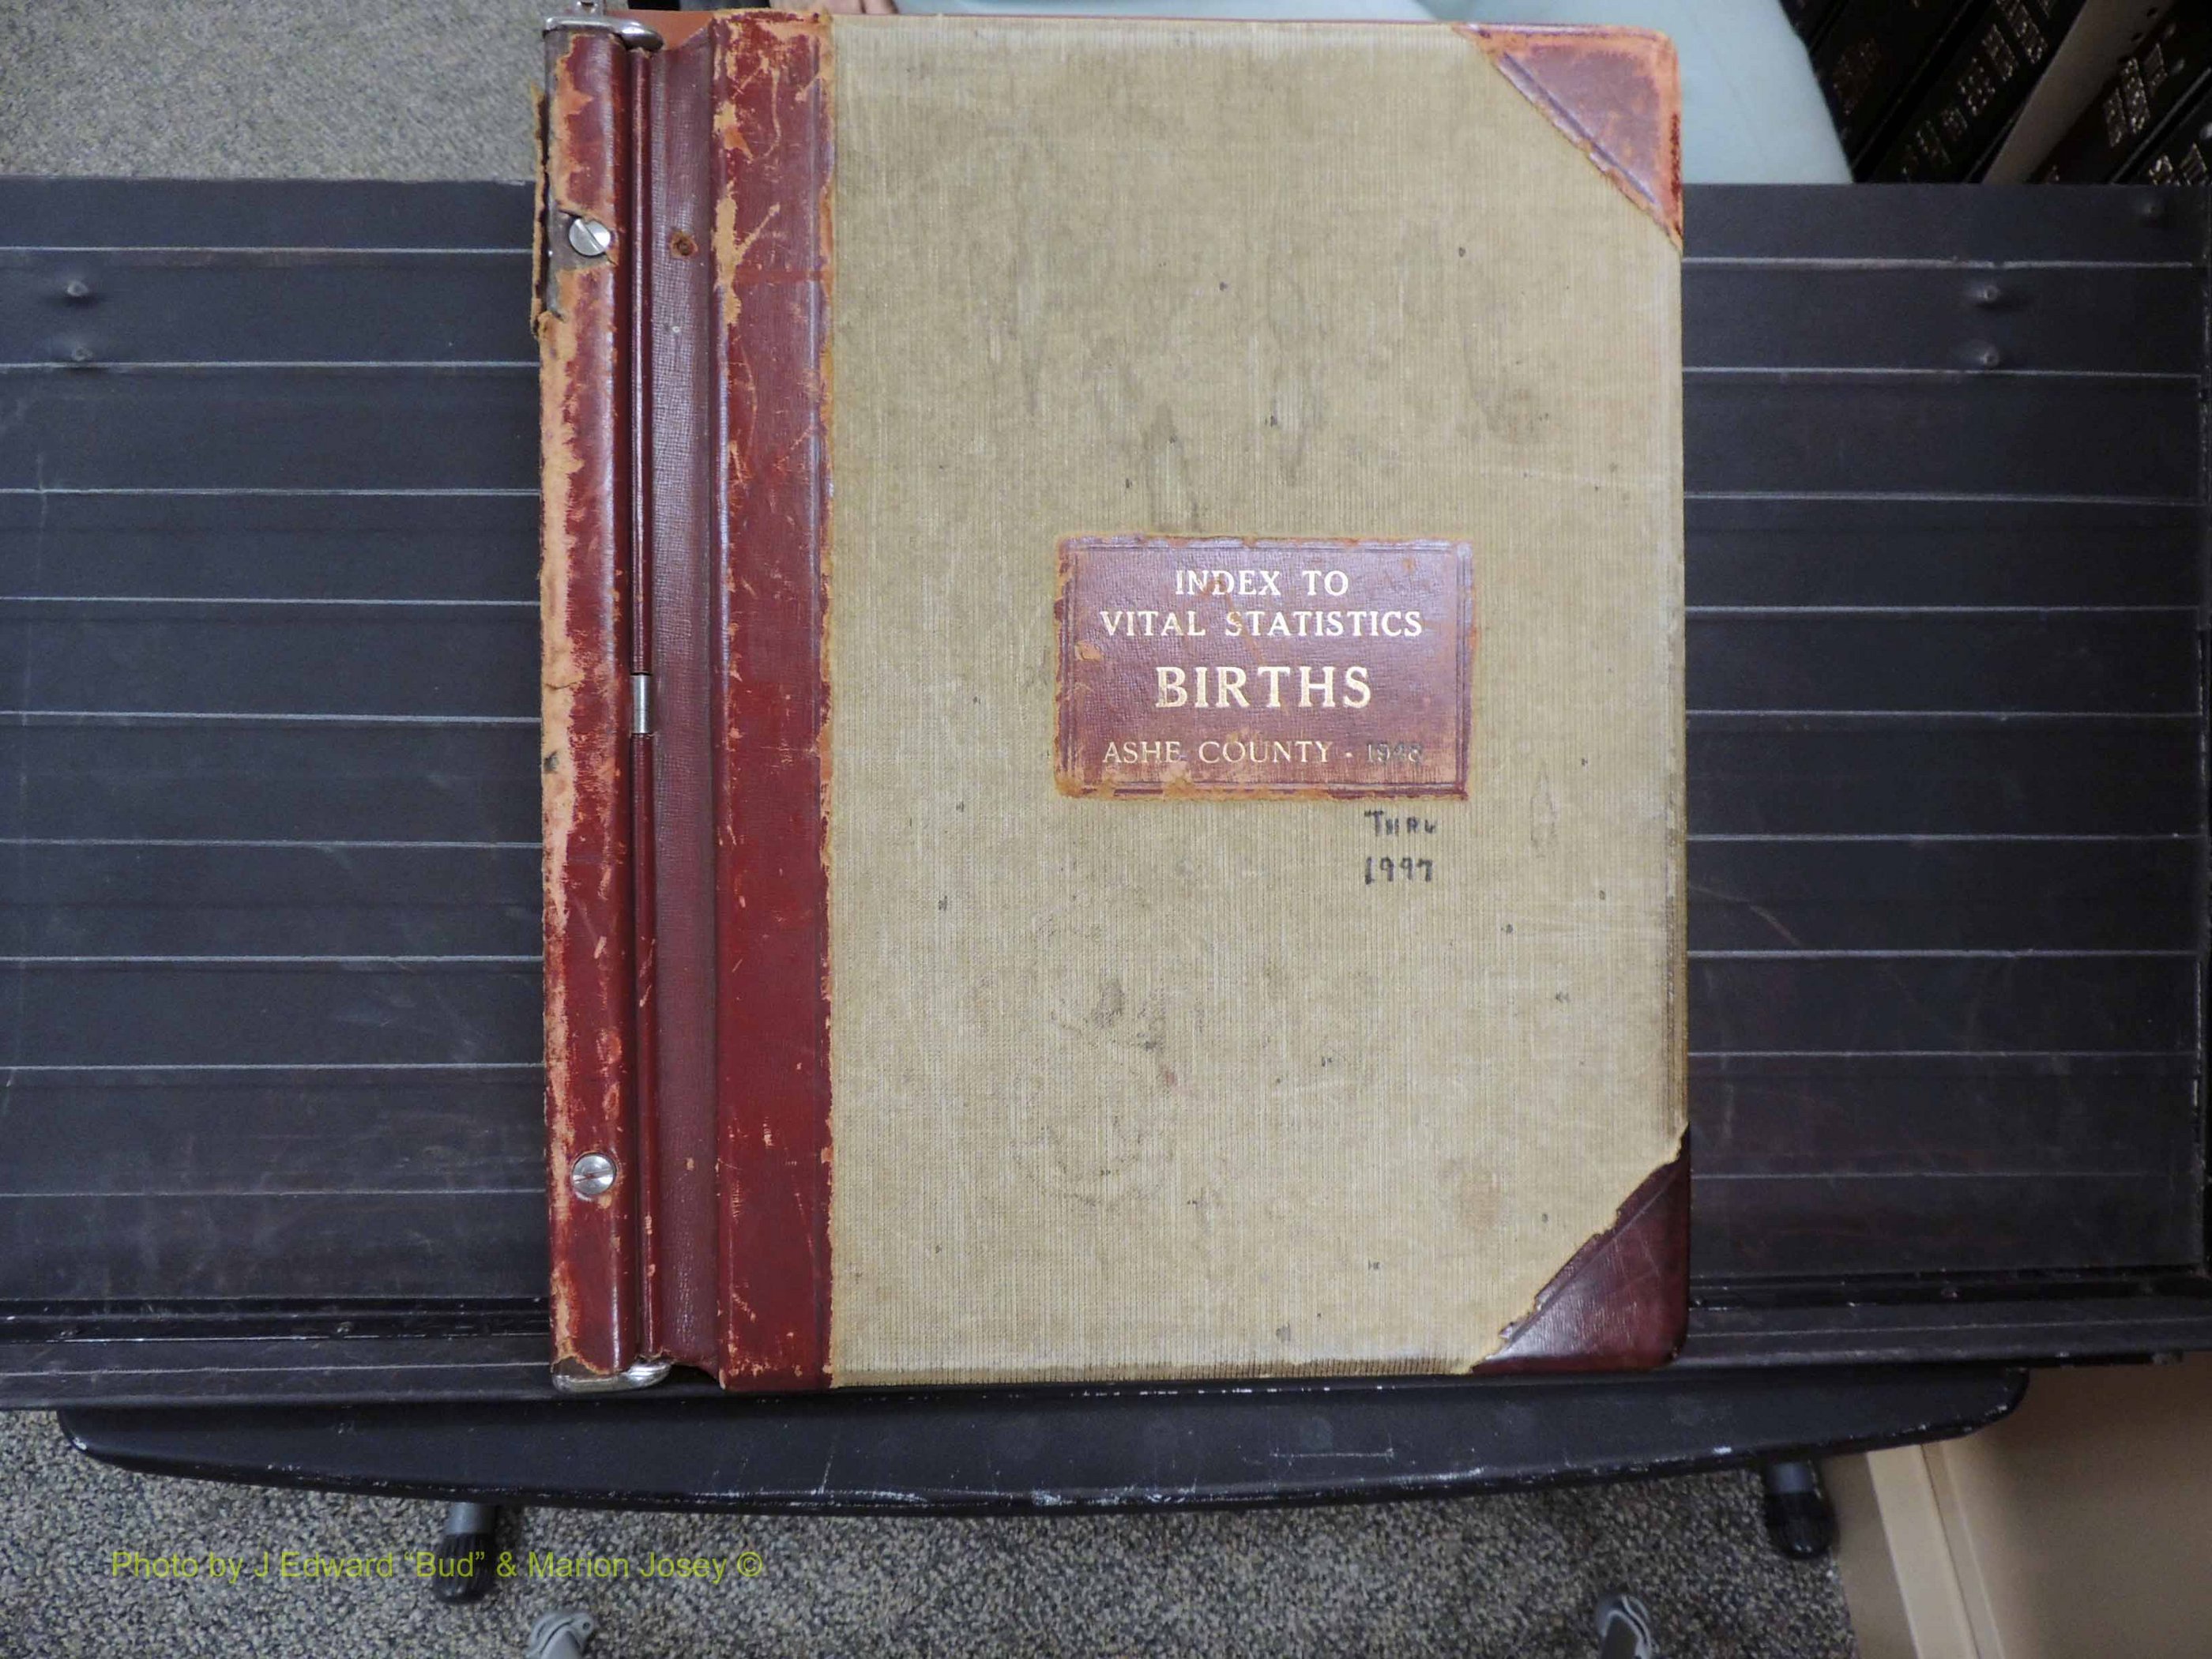 INDEX TO
VITAL STATISTICS
BIRTHS
ASHE COUNTY - 1948
THRU
1997
Photo by J Edward “Bud” & Marion Josey ©